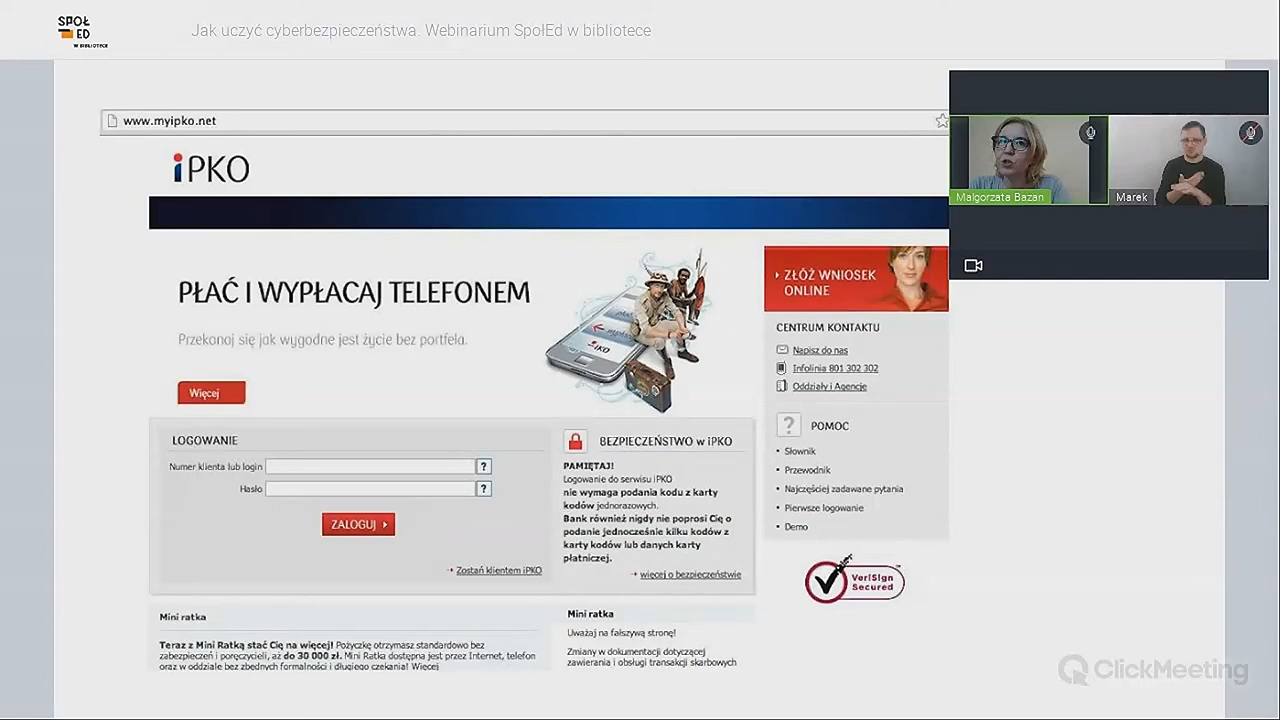 SPOŁ
ED
W BIBLIOTECE
Jak uczyć cyberbezpieczeństwa. Webinarium SpołEd w bibliotece
www.myipko.net
iPKO
PŁAĆ I WYPŁACAJ TELEFONEM
Przekonaj się jak wygodne jest życie bez portfela.
Więcej
iPKO
ZŁÓŻ WNIOSEK
ONLINE
CENTRUM KONTAKTU
Napisz do nas
Infolinia 801 302 302
Oddziały i Agencje
? POMOC
Słownik
Przewodnik
Najczęściej zadawane pytania
Pierwsze logowanie
Demo
VeriSign
Secured
LOGOWANIE
Numer klienta lub login ?
Hasło ?
ZALOGUJ
Zostań klientem iPKO
BEZPIECZEŃSTWO w iPKO
PAMIĘTAJ!
Logowanie do serwisu iPKO
nie wymaga podania kodu z karty
kodów jednorazowych.
Bank również nigdy nie poprosi Cię o
podanie jednocześnie kilku kodów z
karty kodów lub danych karty
płatniczej.
więcej o bezpieczeństwie
Mini ratka
Teraz z Mini Ratką stać Cię na więcej! Pożyczkę otrzymasz standardowo bez
zabezpieczeń i poręczycieli, aż do 30 000 zł. Mini Ratka dostępna jest przez Internet, telefon
oraz w oddziale bez zbędnych formalności i długiego czekania! Więcej
Mini ratka
Uważaj na fałszywą stronę!
Zmiany w dokumentacji dotyczącej
zawierania i obsługi transakcji skarbowych
Malgorzata Bazan
Marek
ClickMeeting